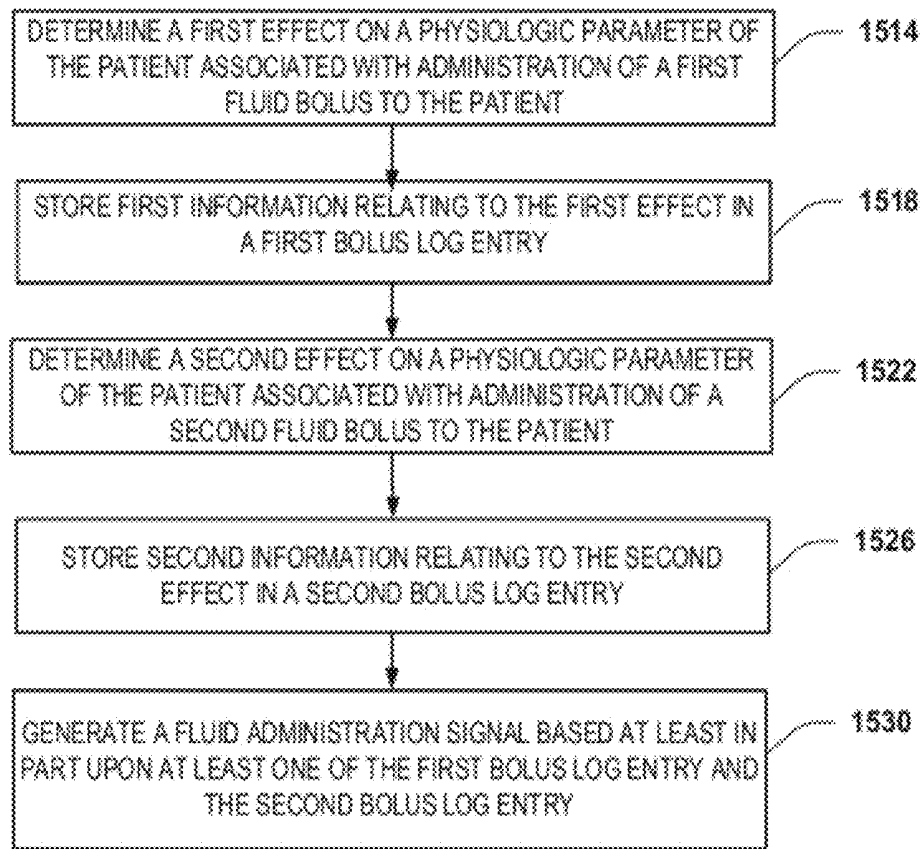 DETERMINE A FIRST EFFECT ON A PHYSIOLOGIC PARAMETER OF
THE PATIENT ASSOCIATED WITH ADMINISTRATION OF A FIRST
FLUID BOLUS TO THE PATIENT
1514
STORE FIRST INFORMATION RELATING TO THE FIRST EFFECT IN
A FIRST BOLUS LOG ENTRY
1518
DETERMINE A SECOND EFFECT ON A PHYSIOLOGIC PARAMETER
OF THE PATIENT ASSOCIATED WITH ADMINISTRATION OF A
SECOND FLUID BOLUS TO THE PATIENT
1522
STORE SECOND INFORMATION RELATING TO THE SECOND
EFFECT IN A SECOND BOLUS LOG ENTRY
1526
GENERATE A FLUID ADMINISTRATION SIGNAL BASED AT LEAST IN
PART UPON AT LEAST ONE OF THE FIRST BOLUS LOG ENTRY AND
THE SECOND BOLUS LOG ENTRY
1530